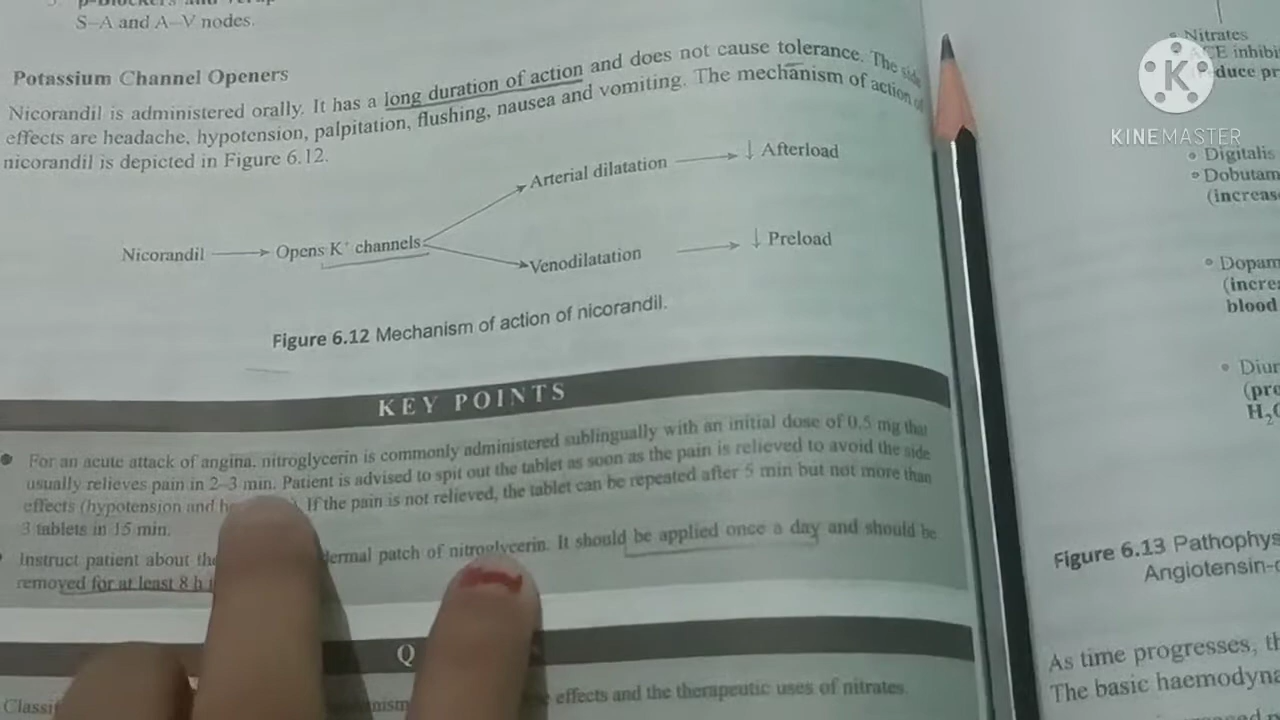 S–A and A–V nodes.
Potassium Channel Openers
Nicorandil is administered orally. It has a long duration of action and does not cause tolerance. The side
effects are headache, hypotension, palpitation, flushing, nausea and vomiting. The mechanism of action of
nicorandil is depicted in Figure 6.12.
Nicorandil → Opens K⁺ channels
Arterial dilatation → ↓ Afterload
Venodilatation → ↓ Preload
Figure 6.12 Mechanism of action of nicorandil.
KEY POINTS
• For an acute attack of angina, nitroglycerin is commonly administered sublingually with an initial dose of 0.5 mg that
usually relieves pain in 2–3 min. Patient is advised to spit out the tablet as soon as the pain is relieved to avoid the side
effects (hypotension and If the pain is not relieved, the tablet can be repeated after 5 min but not more than
3 tablets in 15 min.
Instruct patient about the dermal patch of nitroglycerin. It should be applied once a day and should be
removed for at least 8 h
Q
effects and the therapeutic uses of nitrates.
Nitrates
ACE inhibi
duce pr
K
KINEMASTER
Digitalis
Dobutam
(increas
Dopam
(increa
blood
Diur
(pro
Figure 6.13 Pathophys
Angiotensin-c
As time progresses, th
The basic haemodyna